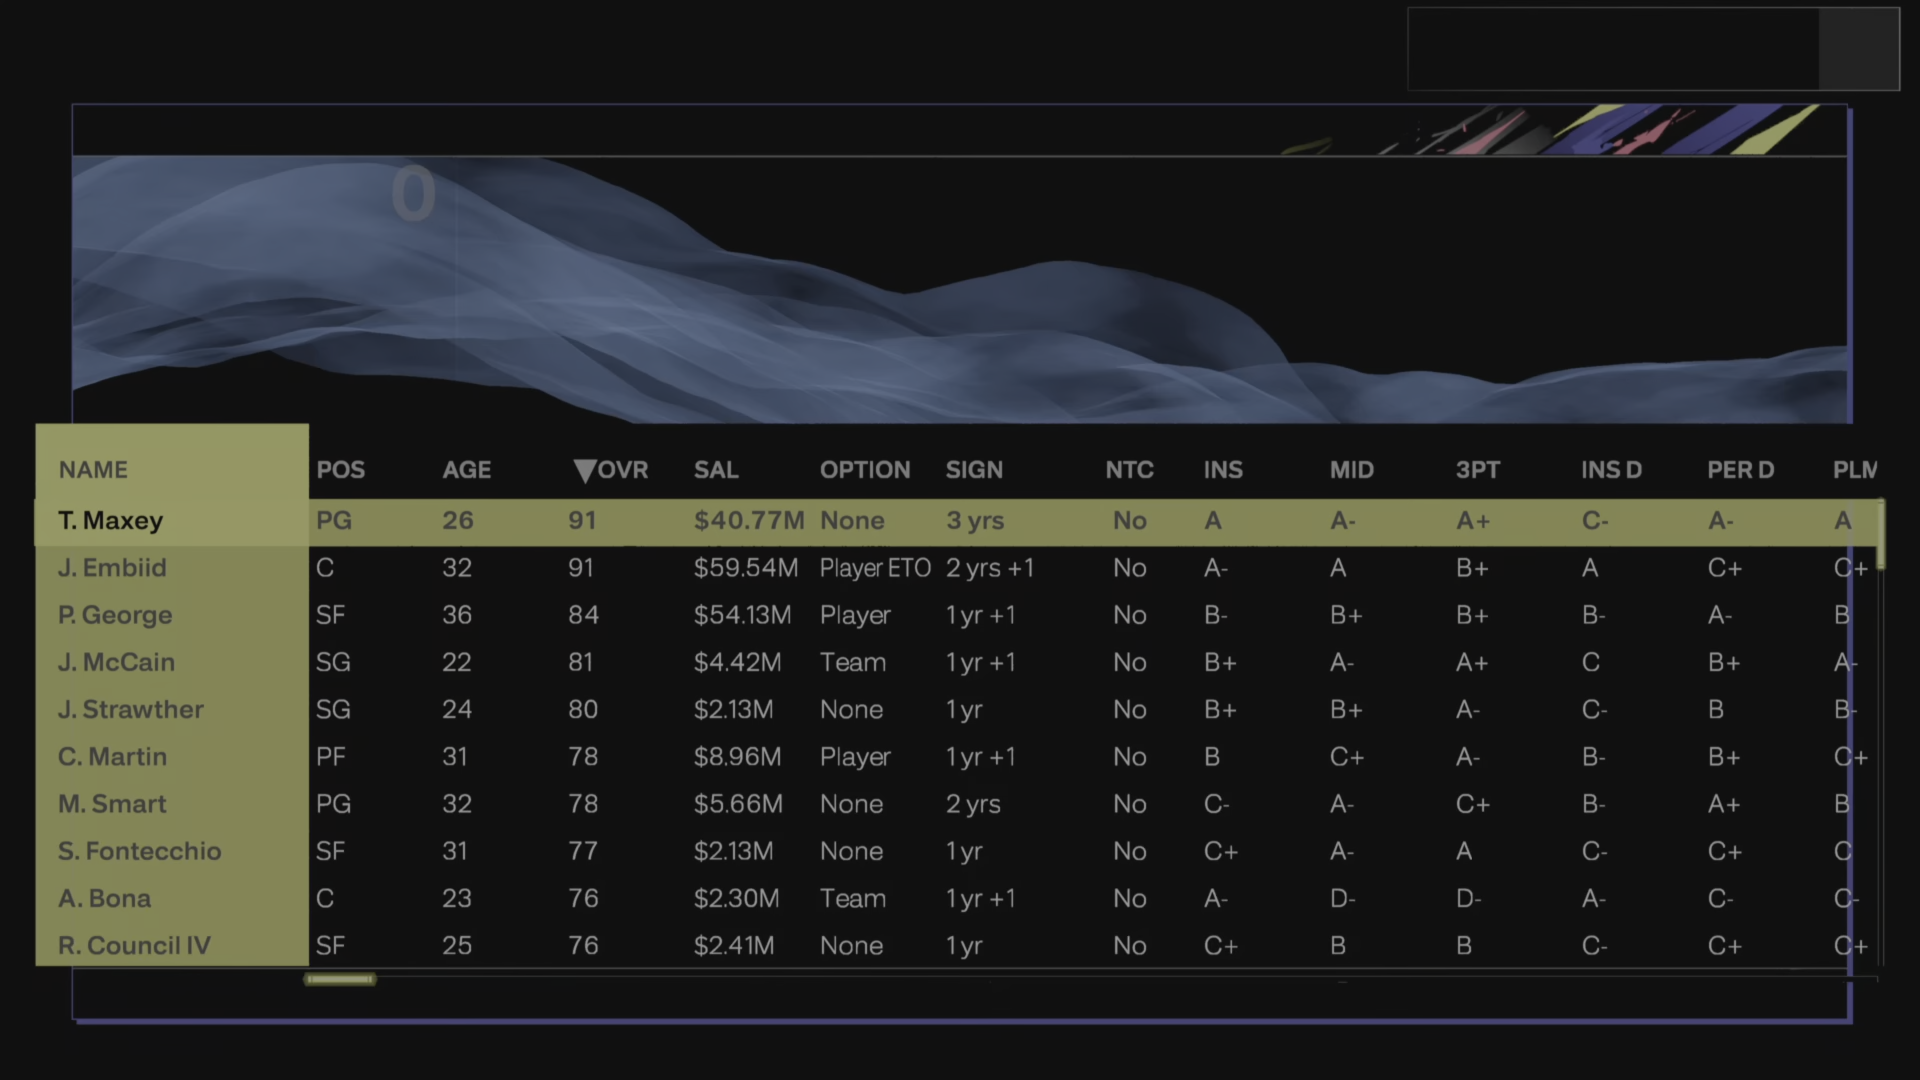 0
NAME POS AGE ▼OVR SAL OPTION SIGN NTC INS MID 3PT INS D PER D PLM
T. Maxey PG 26 91 $40.77M None 3 yrs No A A- A+ C- A- A
J. Embiid C 32 91 $59.54M Player ETO 2 yrs +1 No A- A B+ A C+ C+
P. George SF 36 84 $54.13M Player 1 yr +1 No B- B+ B+ B- A- B
J. McCain SG 22 81 $4.42M Team 1 yr +1 No B+ A- A+ C B+ A-
J. Strawther SG 24 80 $2.13M None 1 yr No B+ B+ A- C- B B-
C. Martin PF 31 78 $8.96M Player 1 yr +1 No B C+ A- B- B+ C+
M. Smart PG 32 78 $5.66M None 2 yrs No C- A- C+ B- A+ B
S. Fontecchio SF 31 77 $2.13M None 1 yr No C+ A- A C- C+ C
A. Bona C 23 76 $2.30M Team 1 yr +1 No A- D- D- A- C- C-
R. Council IV SF 25 76 $2.41M None 1 yr No C+ B B C- C+ C+